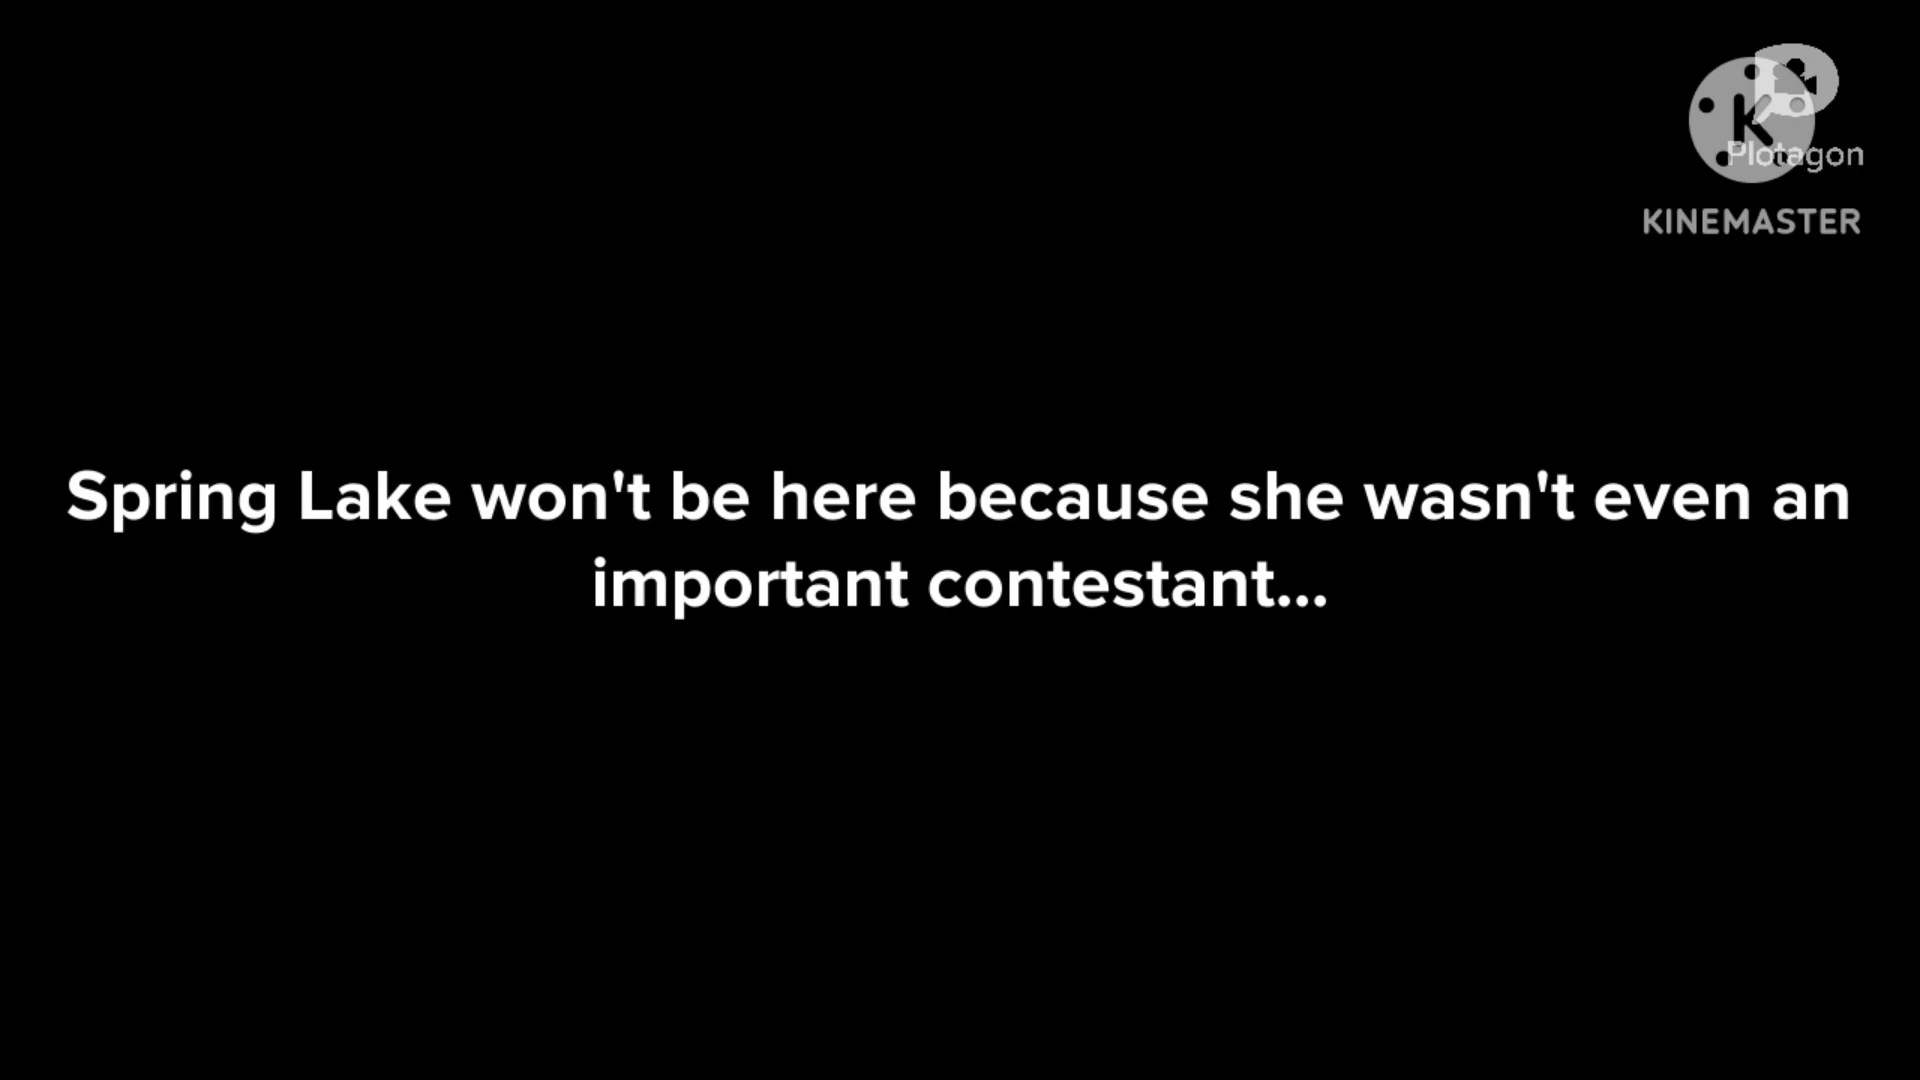 K
Plotagon
KINEMASTER
Spring Lake won't be here because she wasn't even an
important contestant...